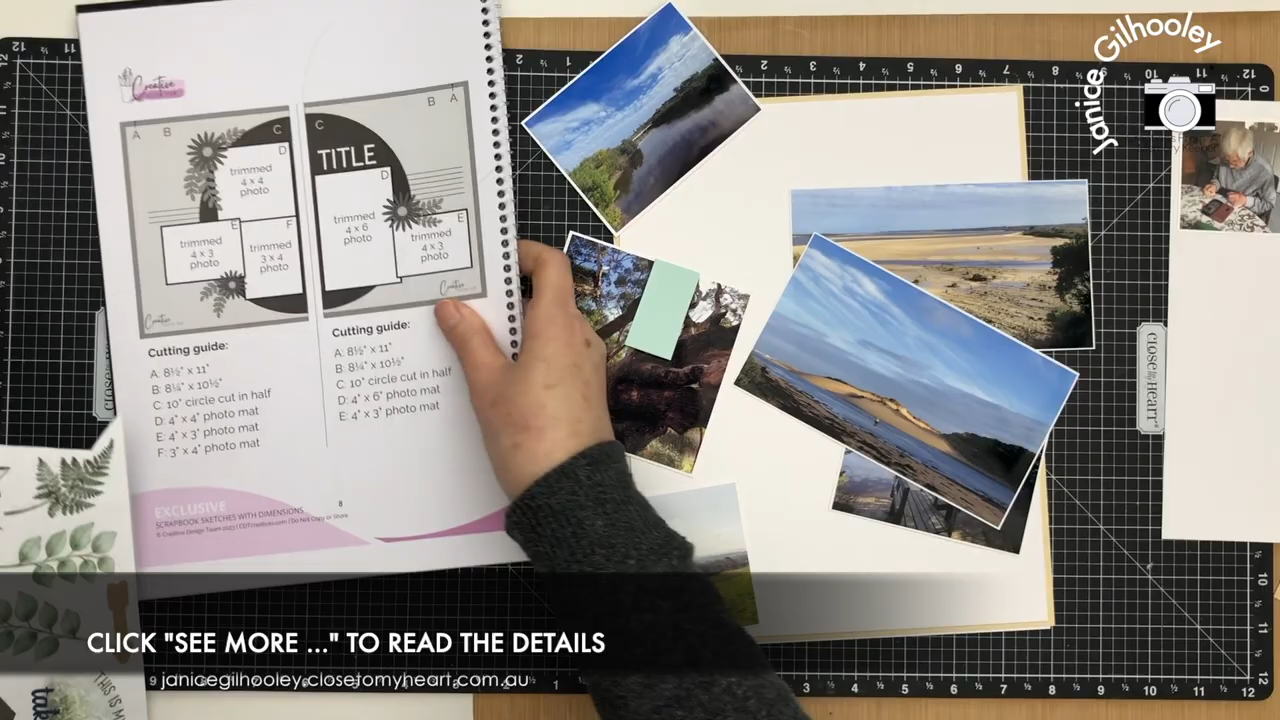 Janice Gilhooley
Creative
A B C
D
trimmed
4 x 4
photo
E
trimmed
4 x 3
photo
F
trimmed
3 x 4
photo
Creative
C B A
TITLE
D
trimmed
4 x 6
photo
E
trimmed
4 x 3
photo
Creative
Cutting guide:
A: 8½" x 11"
B: 8¼" x 10½"
C: 10" circle cut in half
D: 4" x 4" photo mat
E: 4" x 3" photo mat
F: 3" x 4" photo mat
Cutting guide:
A: 8½" x 11"
B: 8¼" x 10½"
C: 10" circle cut in half
D: 4" x 6" photo mat
E: 4" x 3" photo mat
8
EXCLUSIVE
SCRAPBOOK SKETCHES WITH DIMENSIONS
CLOSE TO MY HEART
THIS IS M
CLICK "SEE MORE ..." TO READ THE DETAILS
janicegilhooley.closetomyheart.com.au